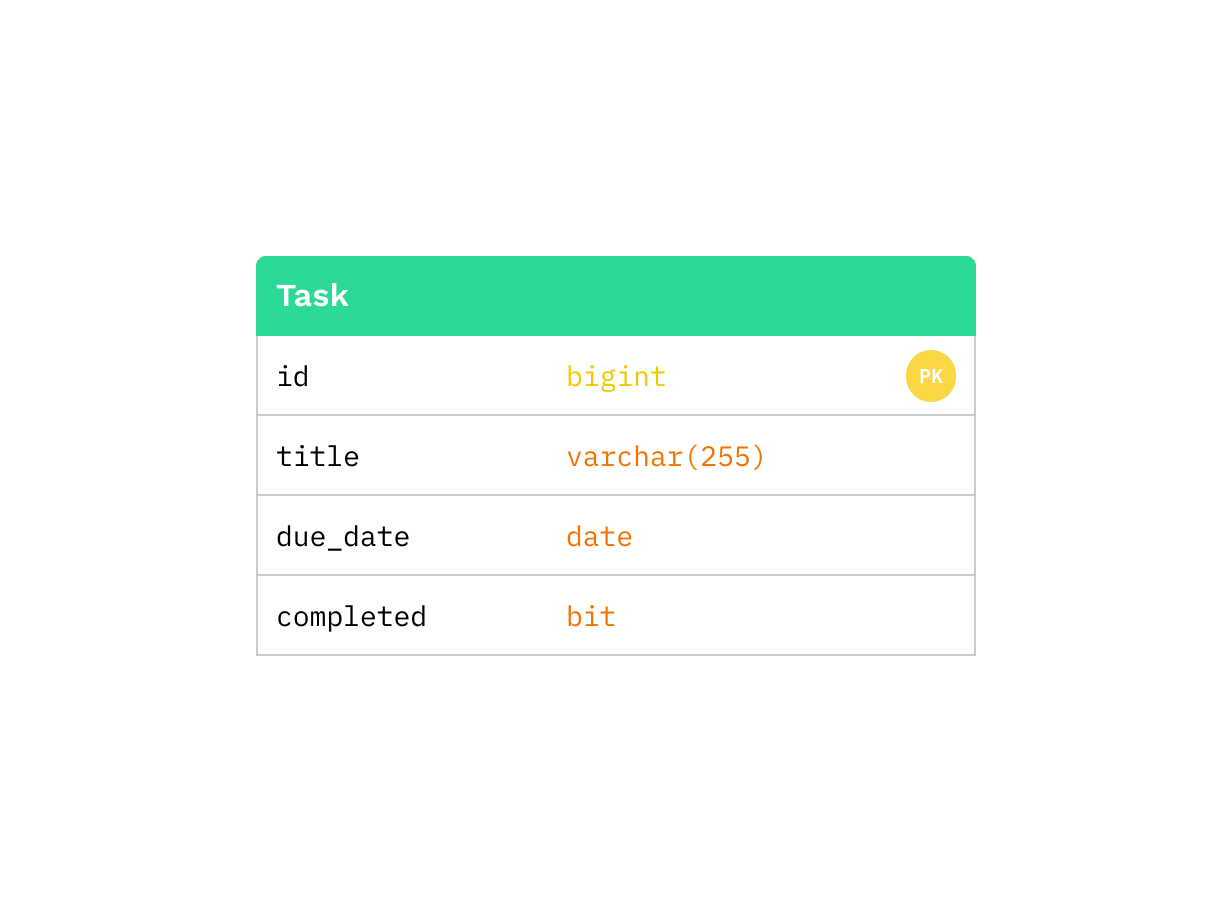 Task
id bigint PK
title varchar(255)
due_date date
completed bit